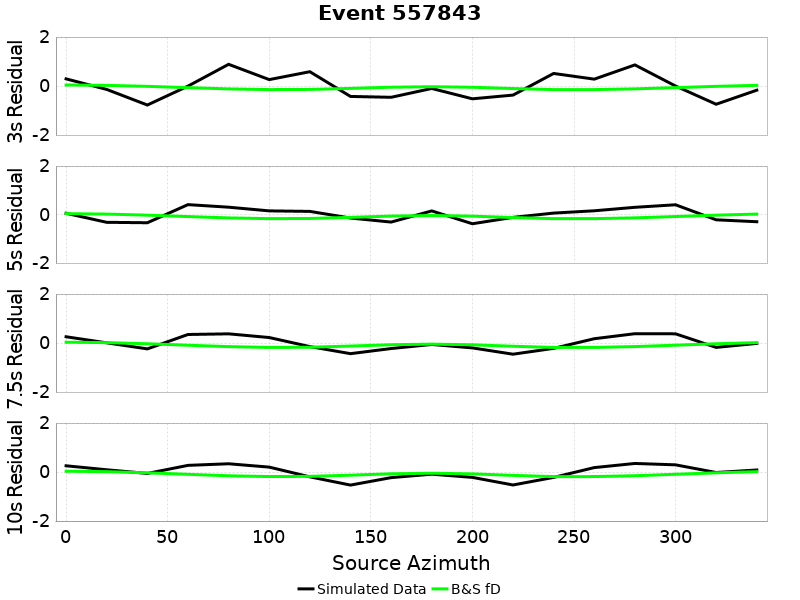 Event 557843
3s Residual
2
0
-2
5s Residual
2
0
-2
7.5s Residual
2
0
-2
10s Residual
2
0
-2
0 50 100 150 200 250 300
Source Azimuth
Simulated Data B&S fD